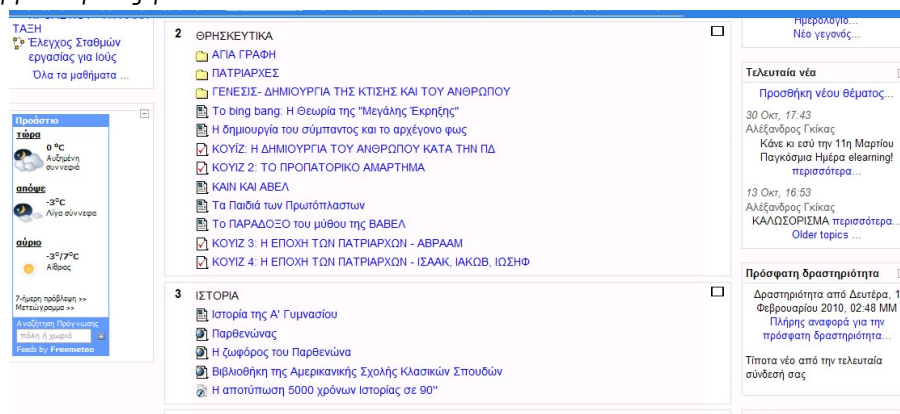 ΤΑΞΗ
Έλεγχος Σταθμών
εργασίας για Ιούς
Όλα τα μαθήματα ...
Προάστιο
τώρα
0 °C
Αυξημένη
συννεφιά
απόψε
-3°C
Λίγα σύννεφα
αύριο
-3°/7°C
Αίθριος
7-ήμερη πρόβλεψη >>
Μετεώγραμμα >>
Αναζήτηση Πρόγνωσης
πόλη ή χωριό
Feeds by Freemeteo
2 ΘΡΗΣΚΕΥΤΙΚΑ
ΑΓΙΑ ΓΡΑΦΗ
ΠΑΤΡΙΑΡΧΕΣ
ΓΕΝΕΣΙΣ- ΔΗΜΙΟΥΡΓΙΑ ΤΗΣ ΚΤΙΣΗΣ ΚΑΙ ΤΟΥ ΑΝΘΡΩΠΟΥ
Το bing bang: Η Θεωρία της "Μεγάλης Έκρηξης"
Η δημιουργία του σύμπαντος και το αρχέγονο φως
ΚΟΥΪΖ: Η ΔΗΜΙΟΥΡΓΙΑ ΤΟΥ ΑΝΘΡΩΠΟΥ ΚΑΤΑ ΤΗΝ ΠΔ
ΚΟΥΙΖ 2: ΤΟ ΠΡΟΠΑΤΟΡΙΚΟ ΑΜΑΡΤΗΜΑ
ΚΑΙΝ ΚΑΙ ΑΒΕΛ
Τα Παιδιά των Πρωτόπλαστων
Το ΠΑΡΑΔΟΞΟ του μύθου της ΒΑΒΕΛ
ΚΟΥΙΖ 3: Η ΕΠΟΧΗ ΤΩΝ ΠΑΤΡΙΑΡΧΩΝ - ΑΒΡΑΑΜ
ΚΟΥΙΖ 4: Η ΕΠΟΧΗ ΤΩΝ ΠΑΤΡΙΑΡΧΩΝ - ΙΣΑΑΚ, ΙΑΚΩΒ, ΙΩΣΗΦ
3 ΙΣΤΟΡΙΑ
Ιστορία της Α' Γυμνασίου
Παρθενώνας
Η ζωφόρος του Παρθενώνα
Βιβλιοθήκη της Αμερικανικής Σχολής Κλασικών Σπουδών
Η αποτύπωση 5000 χρόνων Ιστορίας σε 90''
Ημερολόγιο...
Νέο γεγονός...
Τελευταία νέα
Προσθήκη νέου θέματος...
30 Οκτ, 17:43
Αλέξανδρος Γκίκας
Κάνε κι εσύ την 11η Μαρτίου
Παγκόσμια Ημέρα elearning!
περισσότερα...
13 Οκτ, 16:53
Αλέξανδρος Γκίκας
ΚΑΛΩΣΟΡΙΣΜΑ περισσότερα...
Older topics ...
Πρόσφατη δραστηριότητα
Δραστηριότητα από Δευτέρα, 1
Φεβρουαρίου 2010, 02:48 ΜΜ
Πλήρης αναφορά για την
πρόσφατη δραστηριότητα...
Τίποτα νέο από την τελευταία
σύνδεσή σας